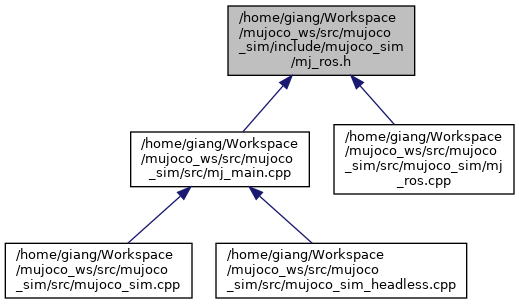 /home/giang/Workspace
/mujoco_ws/src/mujoco
_sim/include/mujoco_sim
/mj_ros.h
/home/giang/Workspace
/mujoco_ws/src/mujoco
_sim/src/mj_main.cpp
/home/giang/Workspace
/mujoco_ws/src/mujoco
_sim/src/mujoco_sim/mj
_ros.cpp
/home/giang/Workspace
/mujoco_ws/src/mujoco
_sim/src/mujoco_sim.cpp
/home/giang/Workspace
/mujoco_ws/src/mujoco
_sim/src/mujoco_sim_headless.cpp